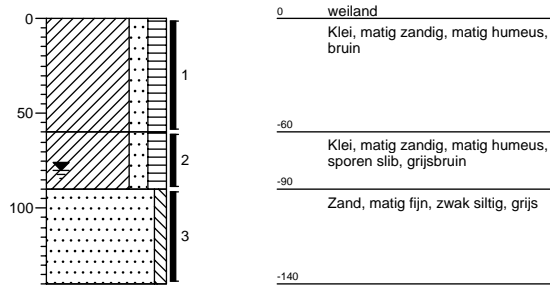 0
50
100
1
2
3
0
weiland
Klei, matig zandig, matig humeus,
bruin
-60
Klei, matig zandig, matig humeus,
sporen slib, grijsbruin
-90
Zand, matig fijn, zwak siltig, grijs
-140